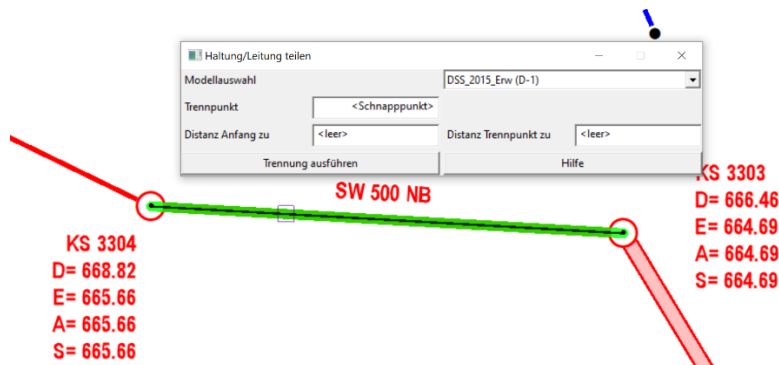 Haltung/Leitung teilen
Modellauswahl DSS_2015_Erw (D-1)
Trennpunkt <Schnapppunkt>
Distanz Anfang zu <leer> Distanz Trennpunkt zu <leer>
Trennung ausführen Hilfe
SW 500 NB
KS 3303
D= 666.46
E= 664.69
A= 664.69
S= 664.69
KS 3304
D= 668.82
E= 665.66
A= 665.66
S= 665.66